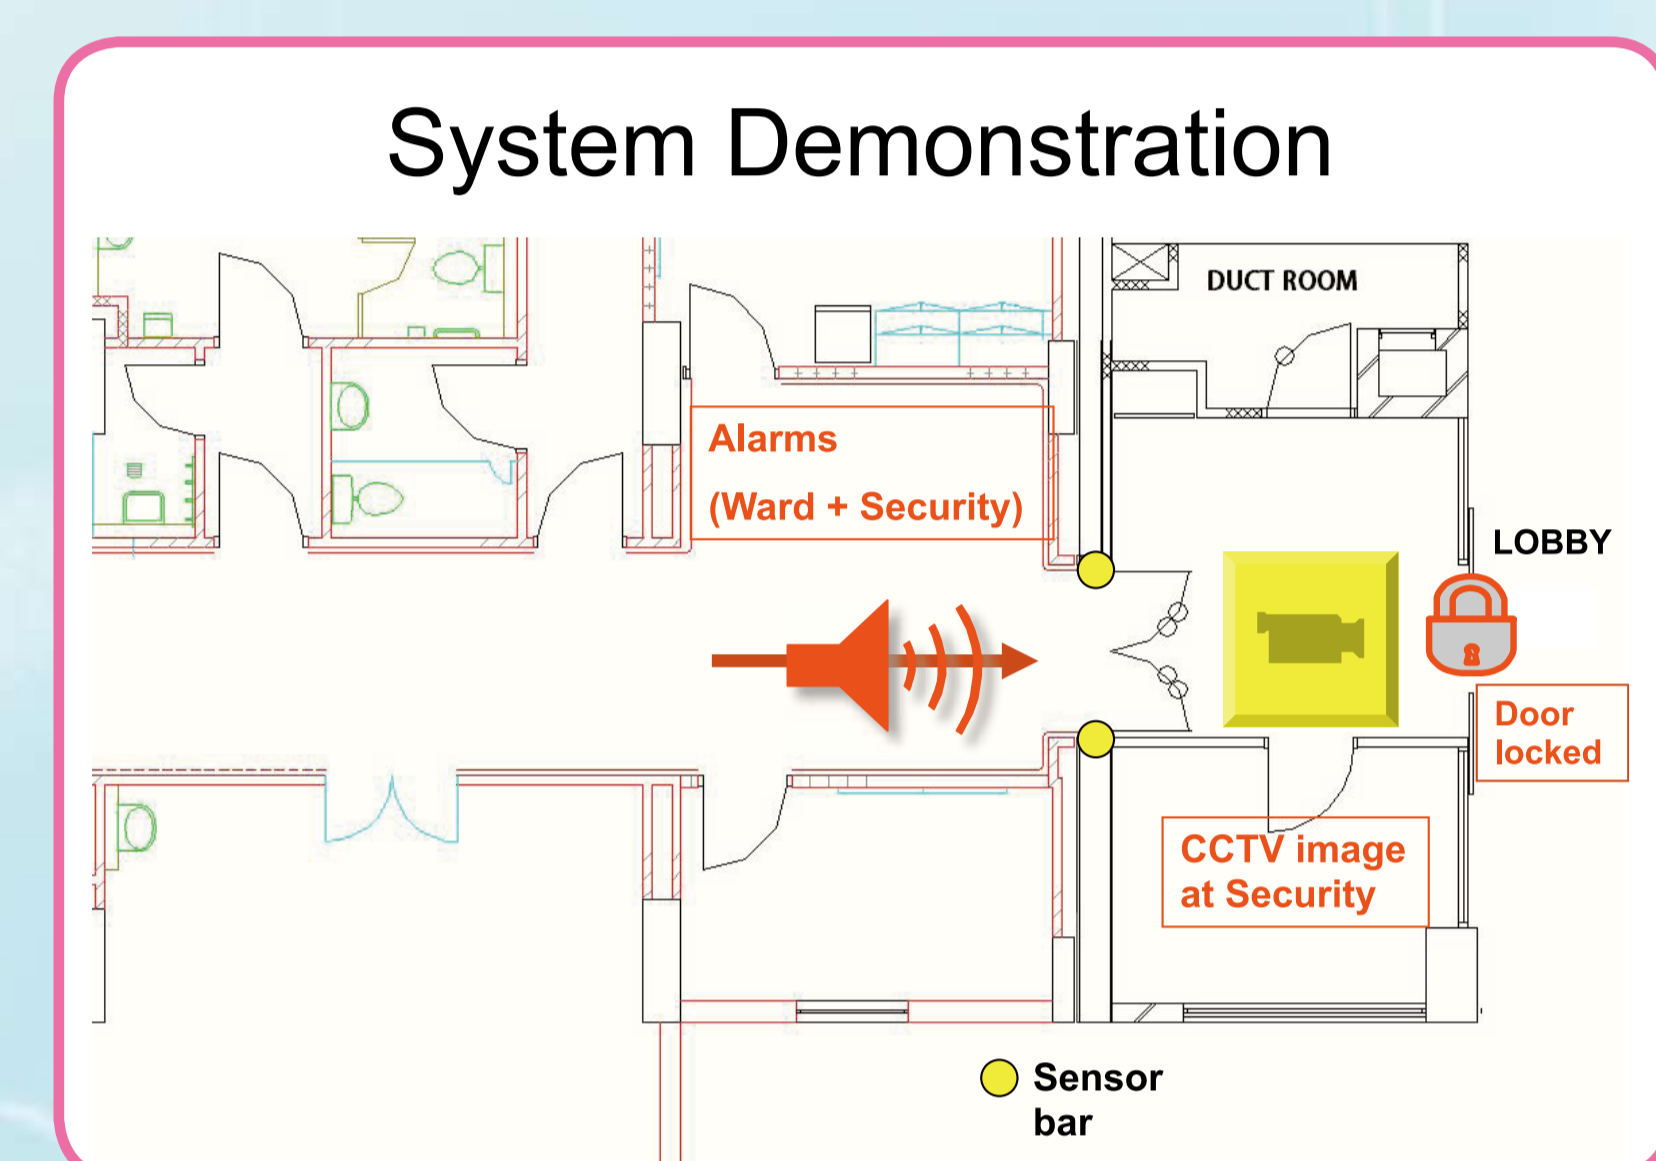 System Demonstration
DUCT ROOM
Alarms
(Ward + Security)
LOBBY
Door
locked
CCTV image
at Security
Sensor
bar